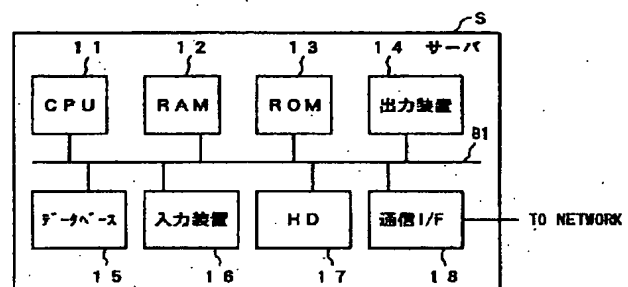 S
11 12 13 14 サーバ
CPU RAM ROM 出力装置
B1
データベース 入力装置 HD 通信I/F TO NETWORK
15 16 17 18